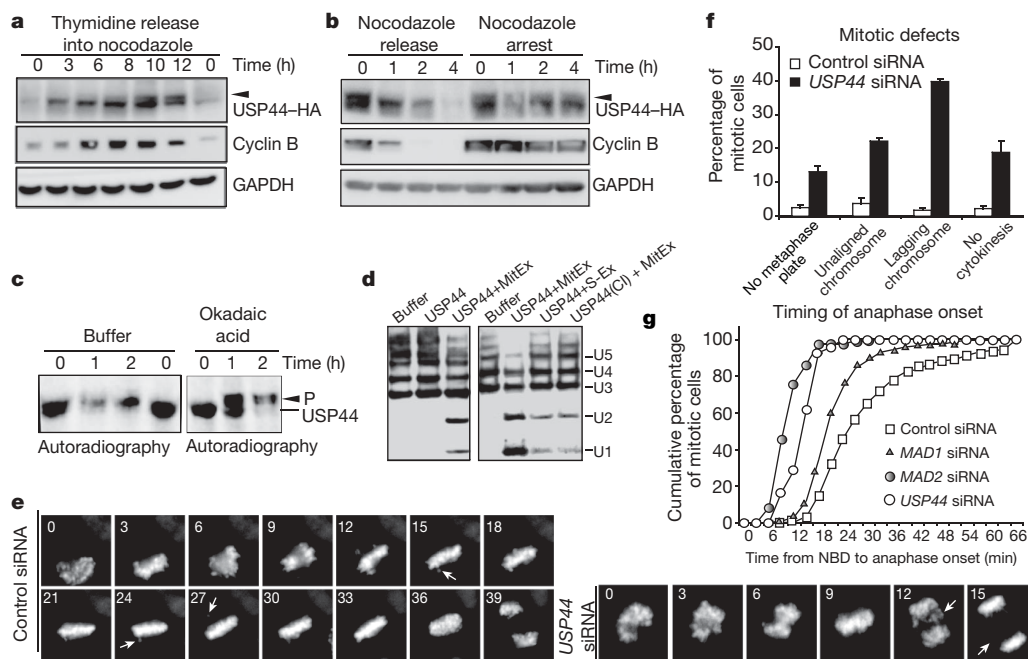 a
Thymidine release
into nocodazole
0 3 6 8 10 12 0 Time (h)
USP44–HA
Cyclin B
GAPDH
b
Nocodazole release
Nocodazole arrest
0 1 2 4 0 1 2 4 Time (h)
USP44–HA
Cyclin B
GAPDH
c
Buffer
Okadaic acid
0 1 2 0 0 1 2 Time (h)
P
USP44
Autoradiography Autoradiography
d
Buffer
USP44
USP44+MitEx
Buffer
USP44+MitEx
USP44+S-Ex
USP44(CI) + MitEx
U5
U4
U3
U2
U1
e
Control siRNA
0 3 6 9 12 15 18
21 24 27 30 33 36 39
USP44 siRNA
0 3 6 9 12 15
f
Mitotic defects
Control siRNA
USP44 siRNA
Percentage of mitotic cells
50
40
30
20
10
0
No metaphase plate
Unaligned chromosome
Lagging chromosome
No cytokinesis
g
Timing of anaphase onset
Cumulative percentage of mitotic cells
100
80
60
40
20
0
Control siRNA
MAD1 siRNA
MAD2 siRNA
USP44 siRNA
0 6 12 18 24 30 36 42 48 54 60 66
Time from NBD to anaphase onset (min)